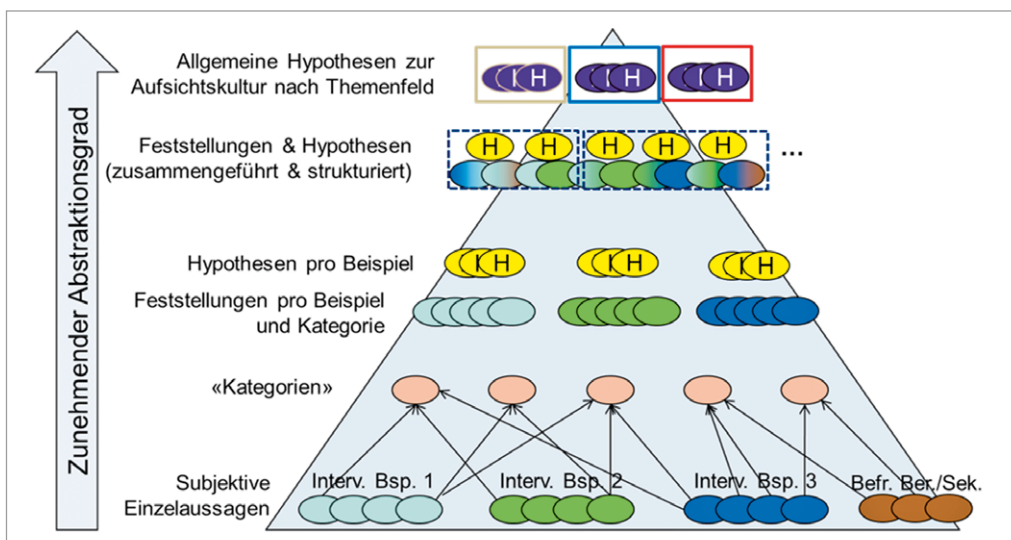 Zunehmender Abstraktionsgrad
Allgemeine Hypothesen zur
Aufsichtskultur nach Themenfeld
H H H
Feststellungen & Hypothesen
(zusammengeführt & strukturiert)
H H H H H ...
Hypothesen pro Beispiel
H H H
Feststellungen pro Beispiel
und Kategorie
«Kategorien»
Subjektive
Einzelaussagen
Interv. Bsp. 1
Interv. Bsp. 2
Interv. Bsp. 3
Befr. Ber./Sek.